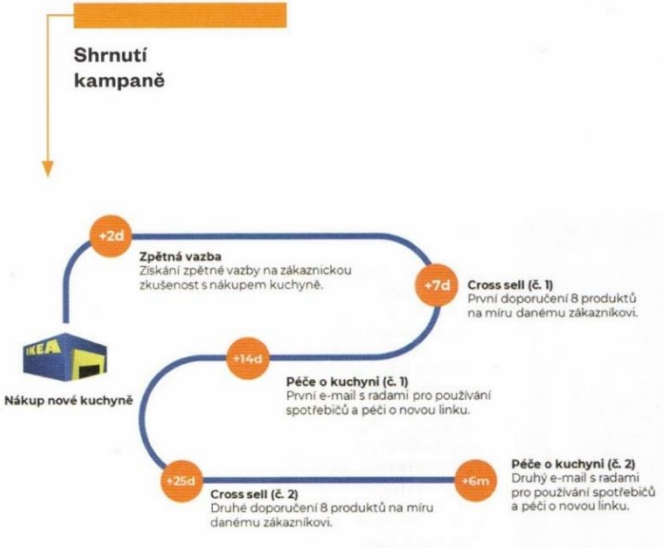 Shrnutí
kampaně
+2d
Zpětná vazba
Získání zpětné vazby na zákaznickou
zkušenost s nákupem kuchyně.
+7d
Cross sell (č. 1)
První doporučení 8 produktů
na míru danému zákazníkovi.
IKEA
Nákup nové kuchyně
+14d
Péče o kuchyni (č. 1)
První e-mail s radami pro používání
spotřebičů a péči o novou linku.
+25d
Cross sell (č. 2)
Druhé doporučení 8 produktů na míru
danému zákazníkovi.
+6m
Péče o kuchyni (č. 2)
Druhý e-mail s radami
pro používání spotřebičů
a péči o novou linku.